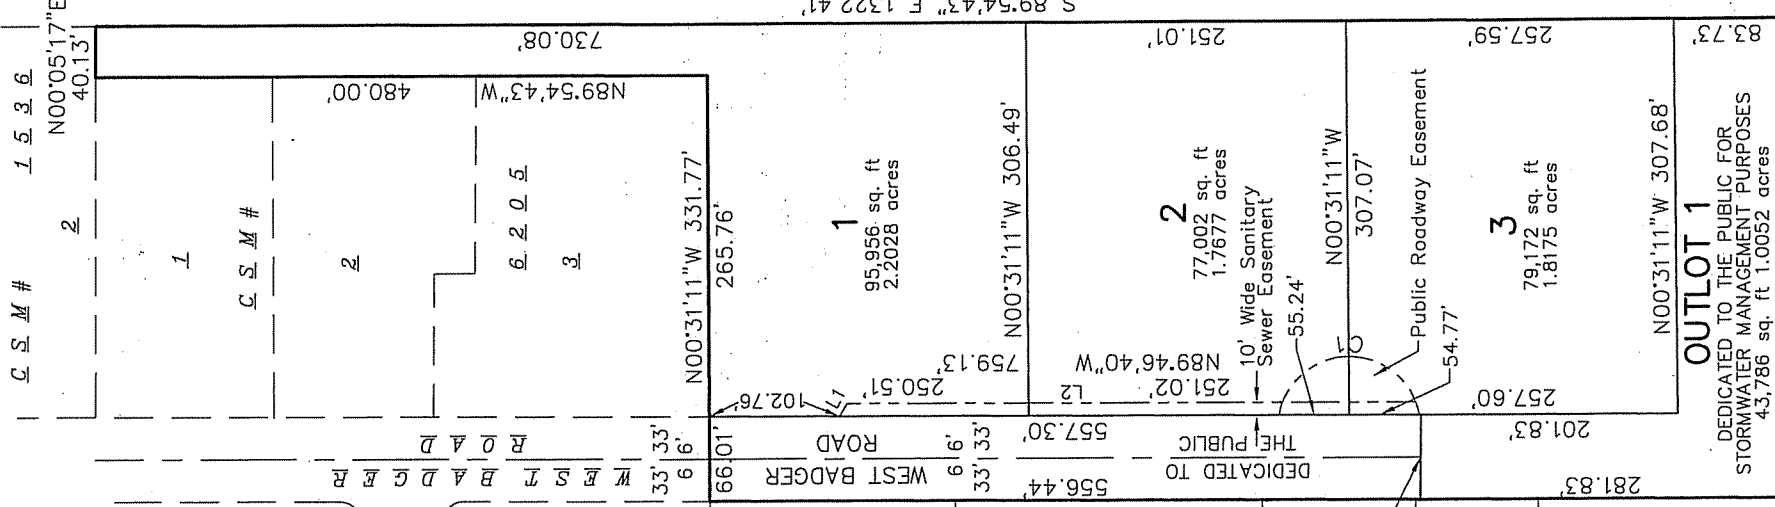 S 89°54'43" E 1322.41'
C S M # 1 5 3 6
N00°05'17"E
40.13'
2
730.08'
251.01'
257.59'
83.73'
480.00'
N89°54'43"W
1
2
C S M #
6 2 2 0 5
3
N00°31'11"W 331.77'
265.76'
1
95,956 sq. ft
2.2028 acres
N00°31'11"W 306.49'
2
77,002 sq. ft
1.7677 acres
10' Wide Sanitary
Sewer Easement
N00°31'11"W
307.07'
Public Roadway Easement
3
79,172 sq. ft
1.8175 acres
N00°31'11"W 307.68'
OUTLOT 1
DEDICATED TO THE PUBLIC FOR
STORMWATER MANAGEMENT PURPOSES
43,786 sq. ft 1.0052 acres
759.13'
N89°46'40"W
102.76'
L1
250.51'
L2
251.02'
55.24'
C1
54.77'
257.60'
W E S T B A D G E R
R O A D
33' 33'
6 6'
66.01'
WEST BADGER
ROAD
33' 33'
6 6'
557.30'
556.44'
DEDICATED TO
THE PUBLIC
201.83'
281.83'